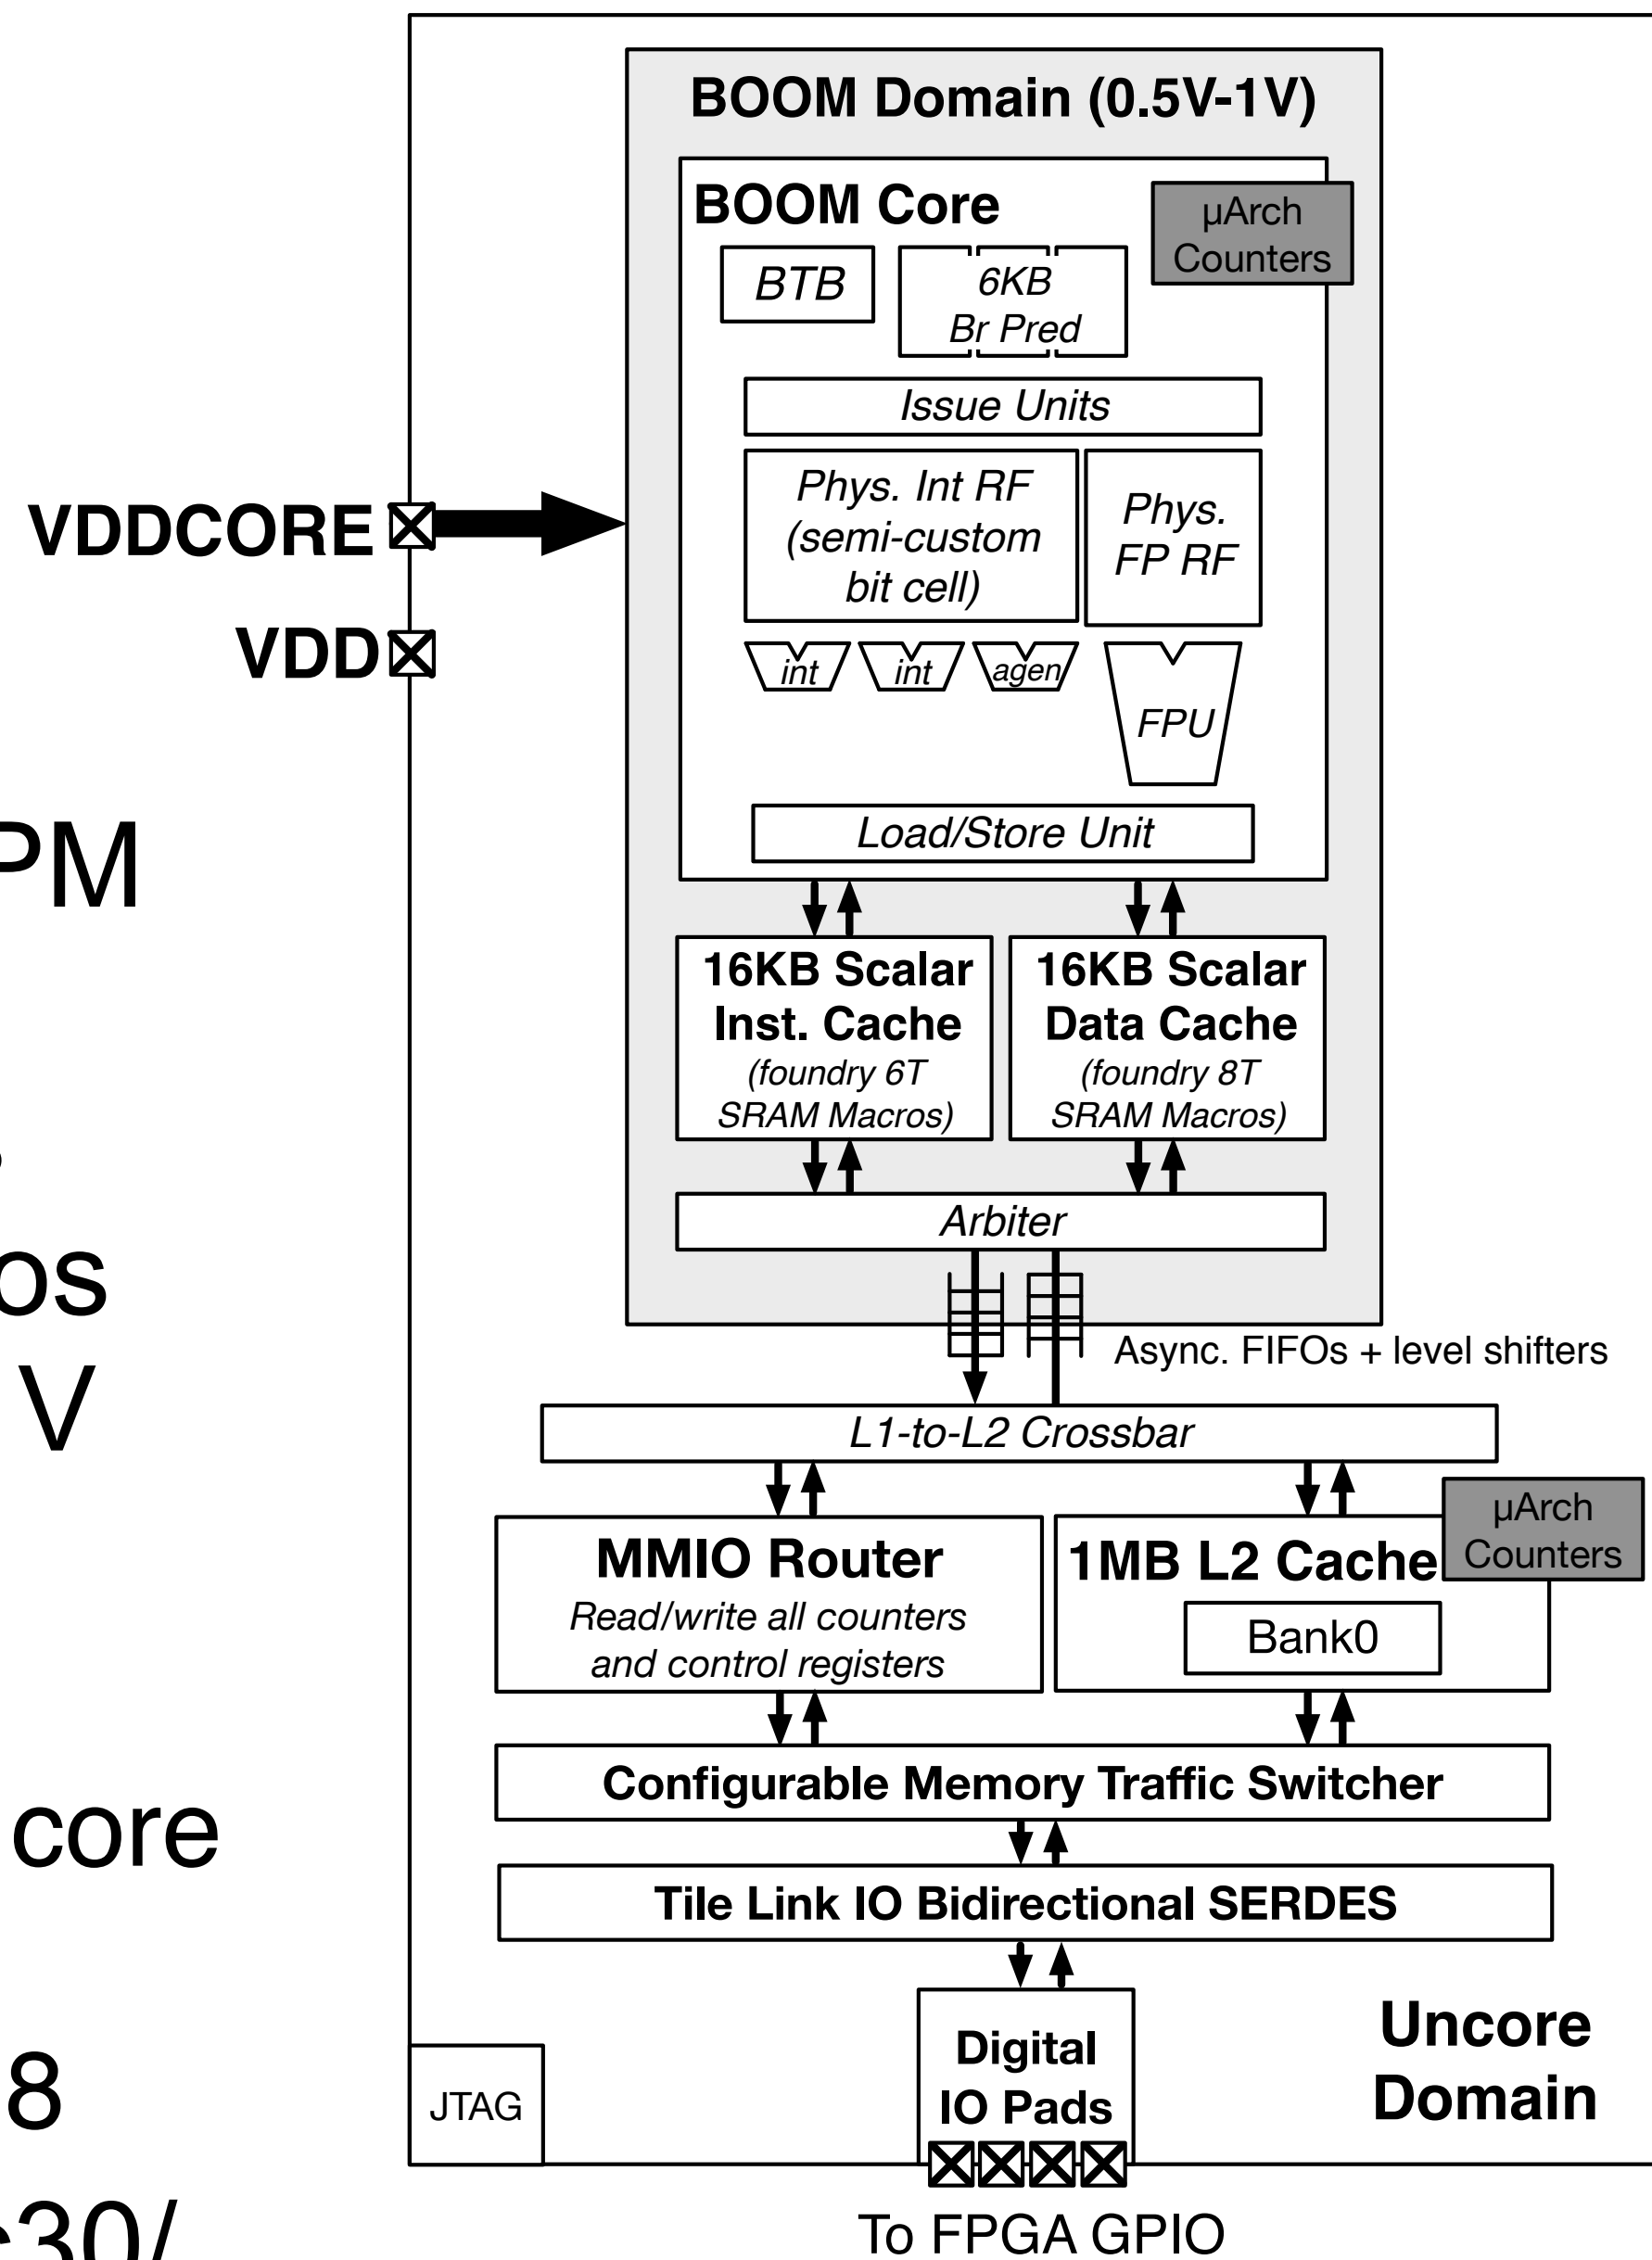 BOOM Domain (0.5V-1V)
BOOM Core
µArch
Counters
BTB
6KB
Br Pred
Issue Units
Phys. Int RF
(semi-custom
bit cell)
Phys.
FP RF
VDDCORE
VDD
int
int
agen
FPU
Load/Store Unit
PM
16KB Scalar
Inst. Cache
(foundry 6T
SRAM Macros)
16KB Scalar
Data Cache
(foundry 8T
SRAM Macros)
Arbiter
os
V
Async. FIFOs + level shifters
L1-to-L2 Crossbar
MMIO Router
Read/write all counters
and control registers
1MB L2 Cache
Bank0
µArch
Counters
Configurable Memory Traffic Switcher
core
Tile Link IO Bidirectional SERDES
Digital
IO Pads
Uncore
Domain
JTAG
8
30/
To FPGA GPIO